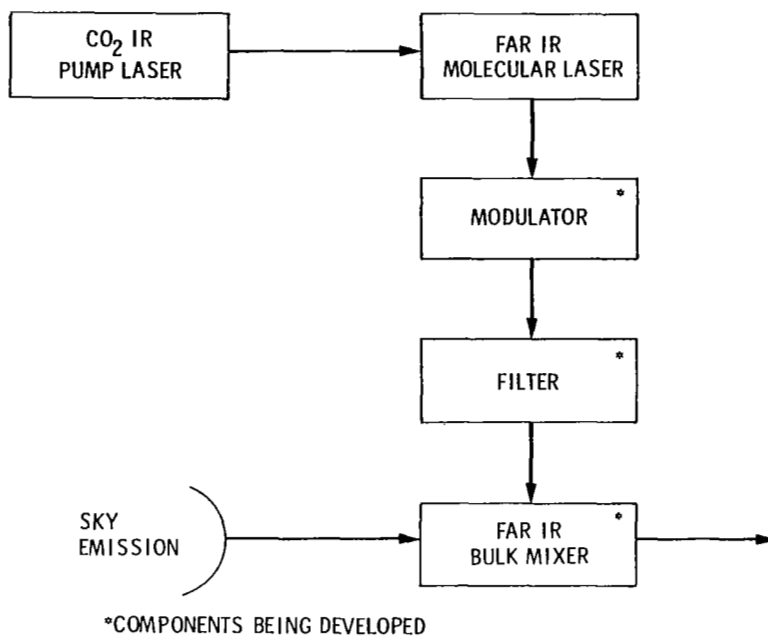 CO₂ IR
PUMP LASER
FAR IR
MOLECULAR LASER
*
MODULATOR
*
FILTER
SKY
EMISSION
*
FAR IR
BULK MIXER
*COMPONENTS BEING DEVELOPED